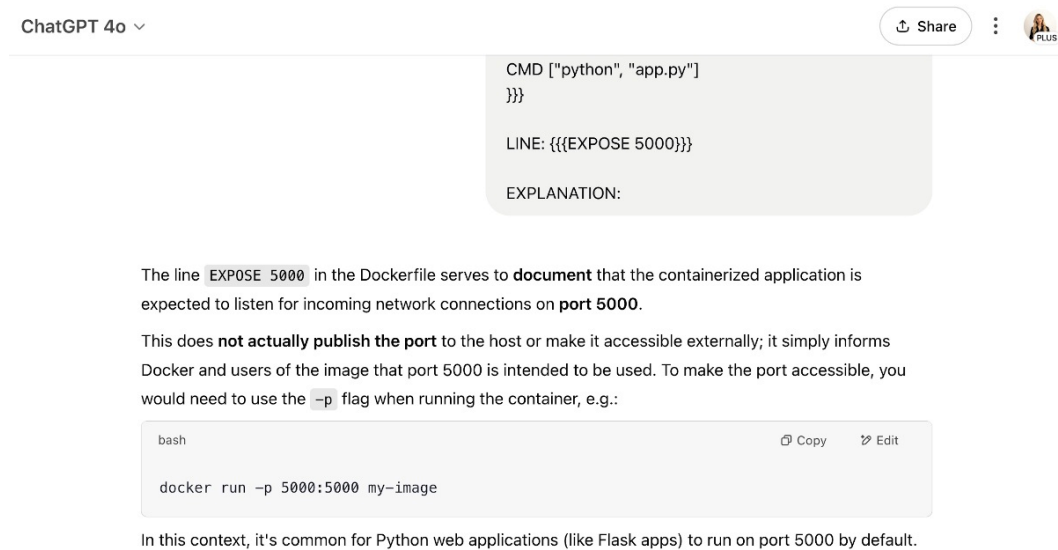 ChatGPT 4o
Share
PLUS
CMD ["python", "app.py"]
}}}
LINE: {{{EXPOSE 5000}}}
EXPLANATION:
The line EXPOSE 5000 in the Dockerfile serves to document that the containerized application is
expected to listen for incoming network connections on port 5000.
This does not actually publish the port to the host or make it accessible externally; it simply informs
Docker and users of the image that port 5000 is intended to be used. To make the port accessible, you
would need to use the -p flag when running the container, e.g.:
bash
Copy
Edit
docker run -p 5000:5000 my-image
In this context, it's common for Python web applications (like Flask apps) to run on port 5000 by default.